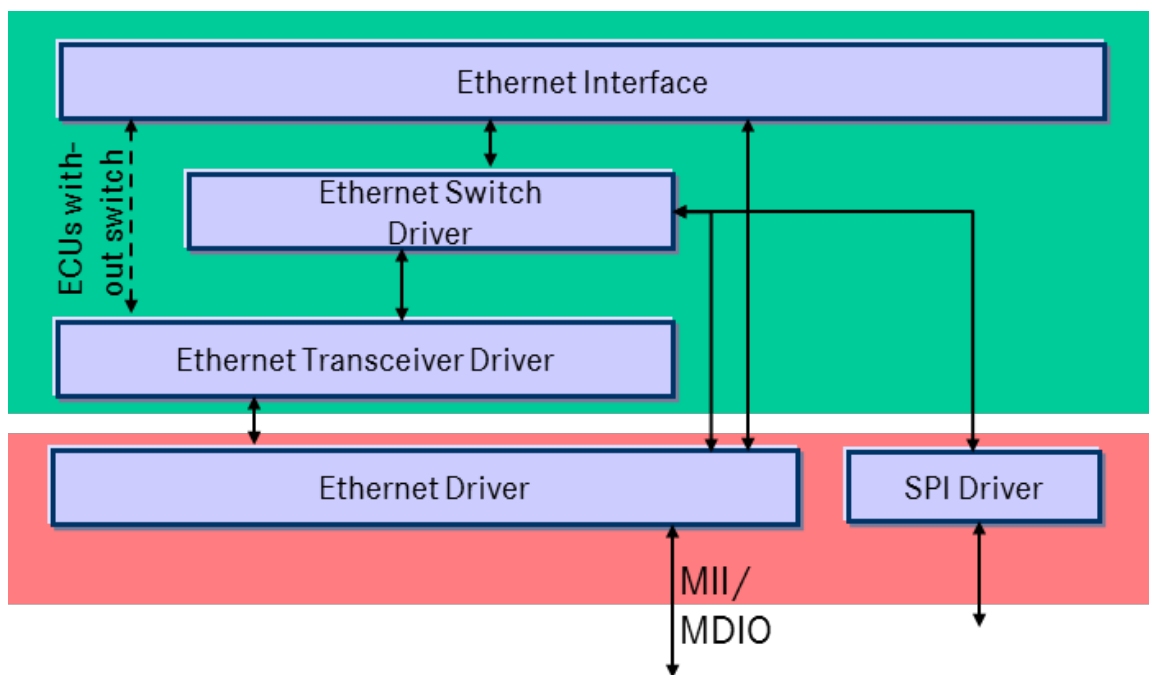 Ethernet Interface
ECUs with-
out switch
Ethernet Switch
Driver
Ethernet Transceiver Driver
Ethernet Driver
SPI Driver
MII/
MDIO